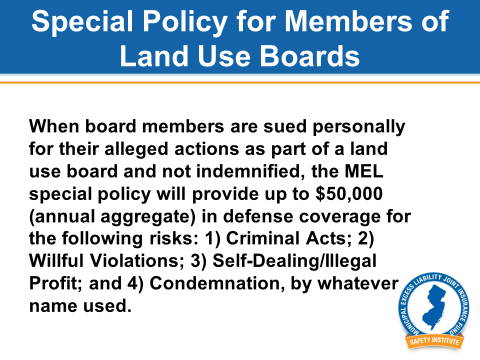 Special Policy for Members of
Land Use Boards
When board members are sued personally
for their alleged actions as part of a land
use board and not indemnified, the MEL
special policy will provide up to $50,000
(annual aggregate) in defense coverage for
the following risks: 1) Criminal Acts; 2)
Willful Violations; 3) Self-Dealing/Illegal
Profit; and 4) Condemnation, by whatever
name used.
MUNICIPAL EXCESS LIABILITY JOINT INSURANCE FUND
SAFETY INSTITUTE